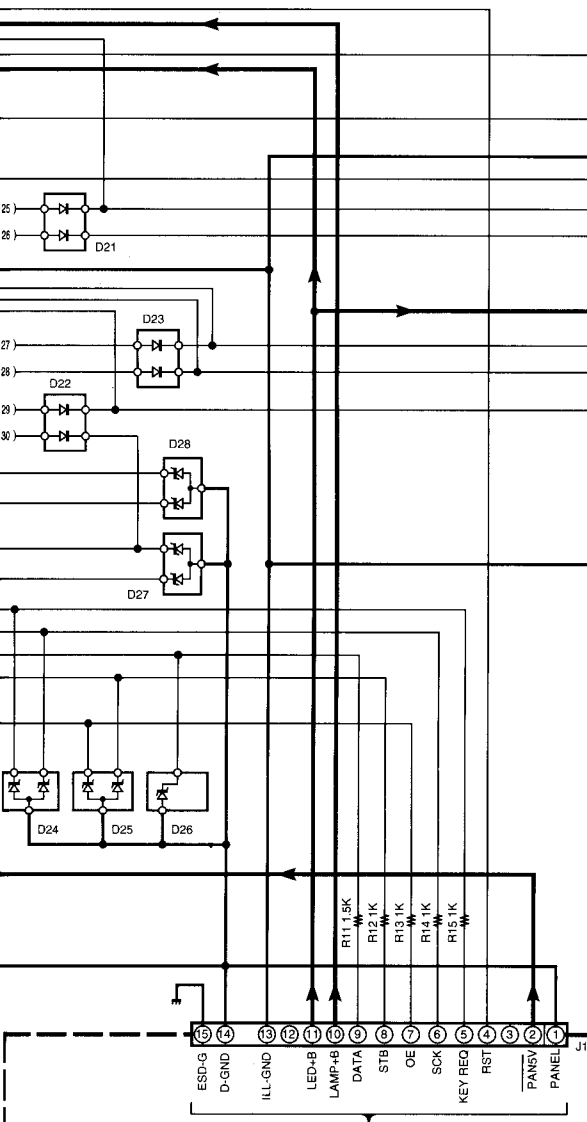 25)
26)
D21
D23
27)
28)
D22
29)
30)
D28
D27
D24
D25
D26
R11 1.5K
R12 1K
R13 1K
R14 1K
R15 1K
15 14 13 12 11 10 9 8 7 6 5 4 3 2 1
J1
ESD-G
D-GND
ILL-GND
LED+B
LAMP+B
DATA
STB
OE
SCK
KEY REQ
RST
PAN5V
PANEL